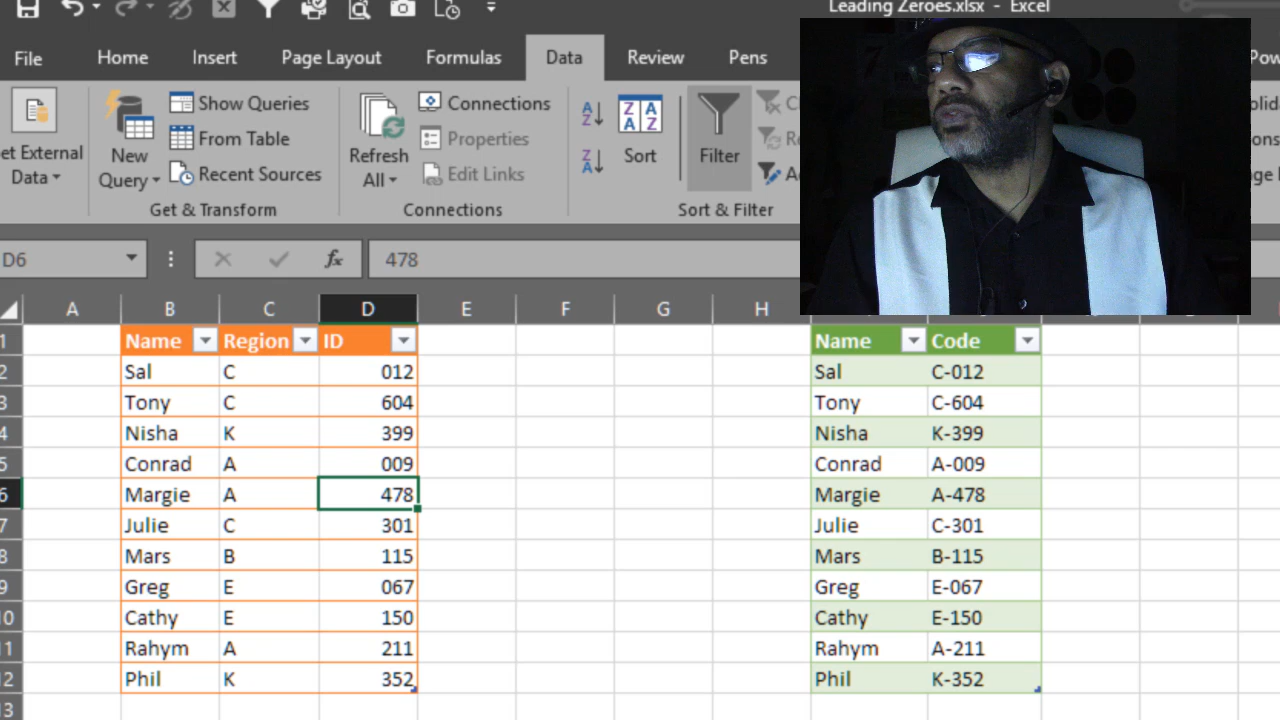 Leading Zeroes.xlsx - Excel
File Home Insert Page Layout Formulas Data Review Pens
Show Queries
From Table
Recent Sources
New
Query
Get & Transform
Data
Refresh
All
Connections
Properties
Edit Links
Connections
A
Z
Z
A
Z A
A Z
Sort
Filter
Sort & Filter
D6 fx 478
A B C D E F G H
1 Name Region ID Name Code
2 Sal C 012 Sal C-012
3 Tony C 604 Tony C-604
4 Nisha K 399 Nisha K-399
5 Conrad A 009 Conrad A-009
6 Margie A 478 Margie A-478
7 Julie C 301 Julie C-301
8 Mars B 115 Mars B-115
9 Greg E 067 Greg E-067
10 Cathy E 150 Cathy E-150
11 Rahym A 211 Rahym A-211
12 Phil K 352 Phil K-352
13